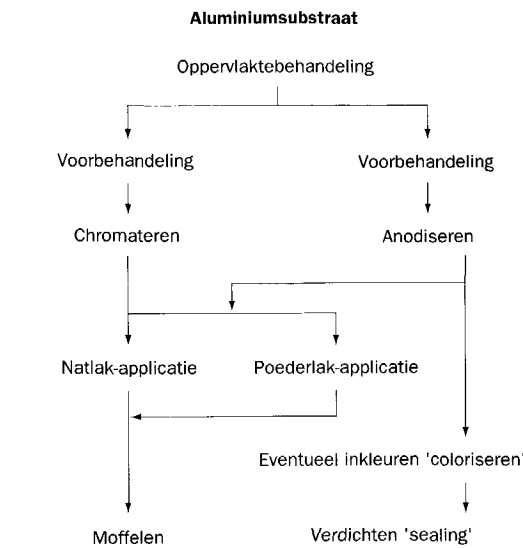 Aluminiumsubstraat
Oppervlaktebehandeling
Voorbehandeling
Voorbehandeling
Chromateren
Anodiseren
Natlak-applicatie
Poederlak-applicatie
Eventueel inkleuren 'coloriseren'
Moffelen
Verdichten 'sealing'